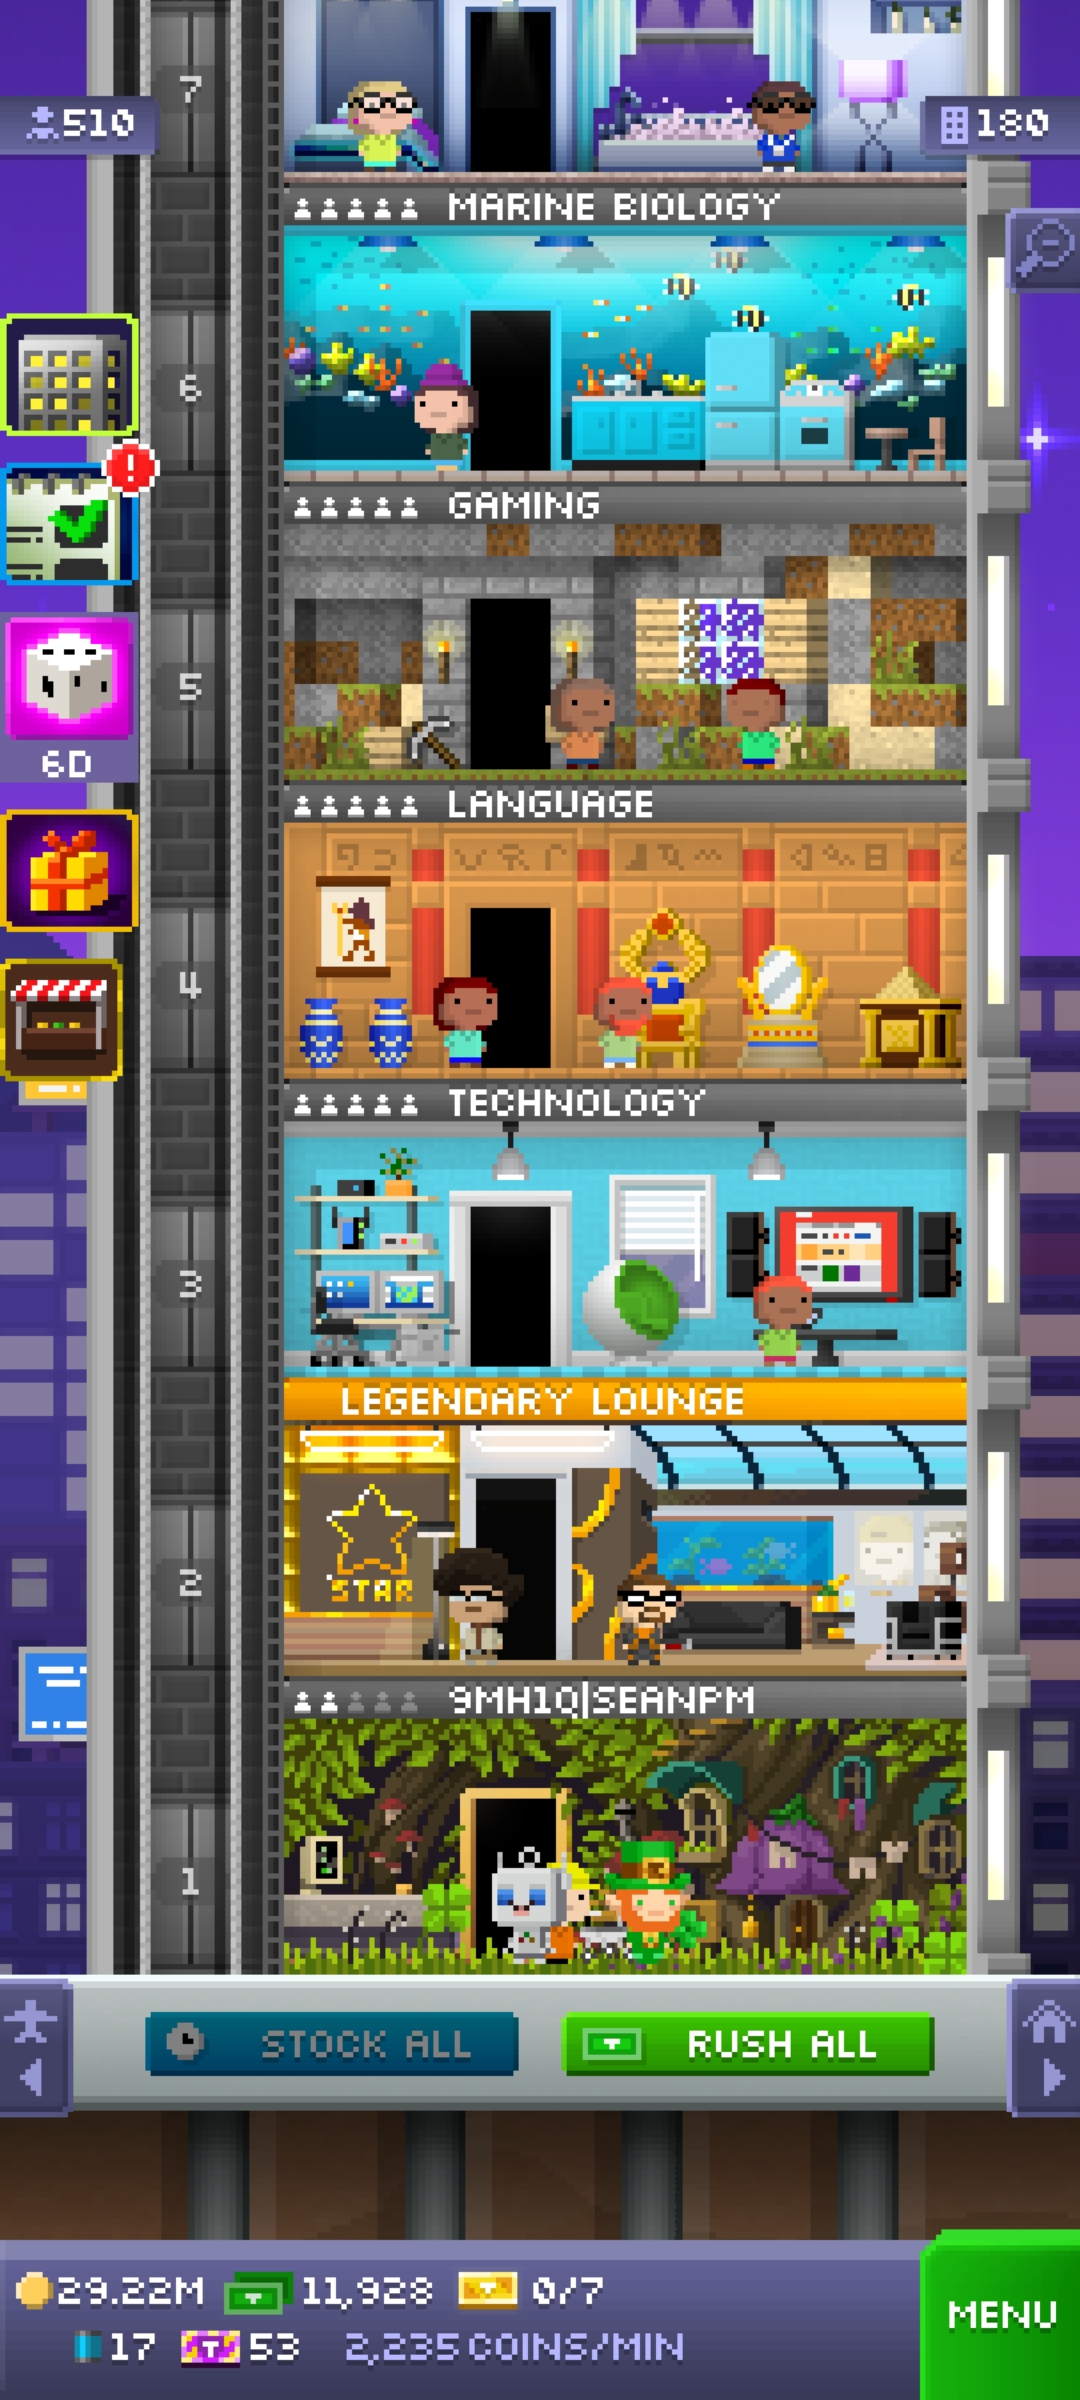 7
510
180
MARINE BIOLOGY
6
GAMING
5
6D
LANGUAGE
4
TECHNOLOGY
3
LEGENDARY LOUNGE
STAR
2
9MH1Q|SEANPM
1
STOCK ALL
RUSH ALL
29.22M 11,928 0/7
MENU
17 53 2,235 COINS/MIN